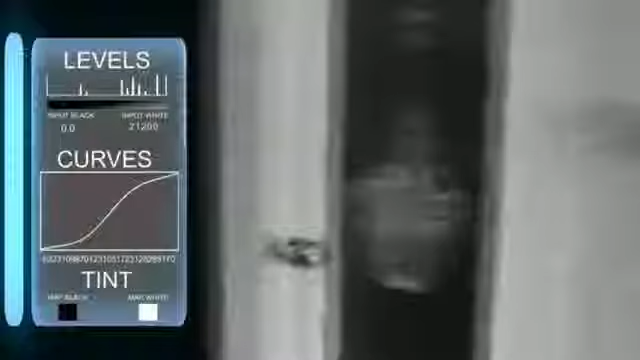 LEVELS
INPUT BLACK INPUT WHITE
0.0 21200
CURVES
TINT
MAP BLACK MAP WHITE